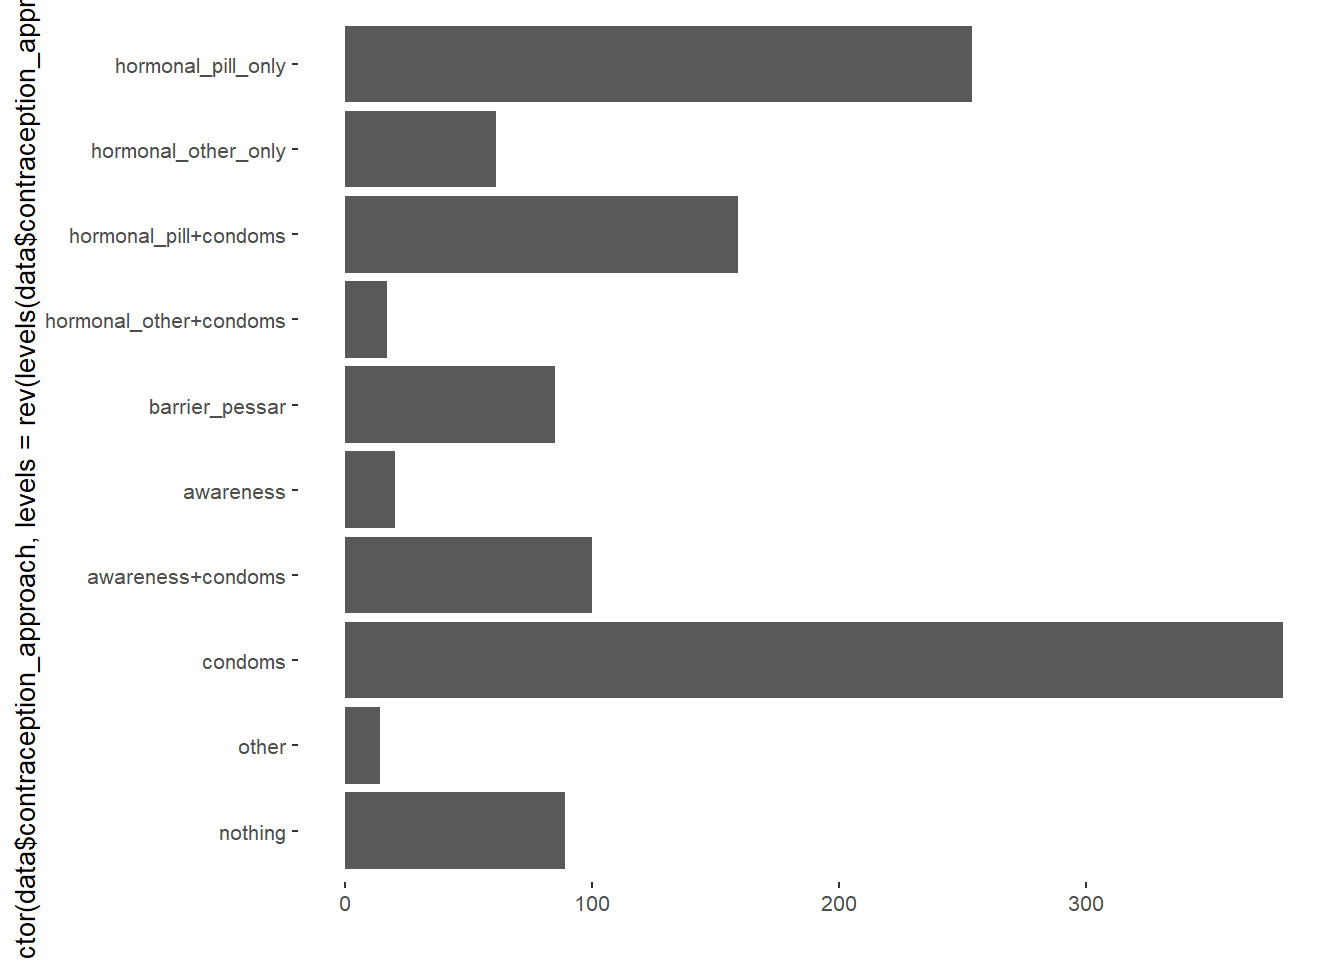 ctor(data$contraception_approach, levels = rev(levels(data$contraception_appr
hormonal_pill_only
hormonal_other_only
hormonal_pill+condoms
hormonal_other+condoms
barrier_pessar
awareness
awareness+condoms
condoms
other
nothing
0 100 200 300